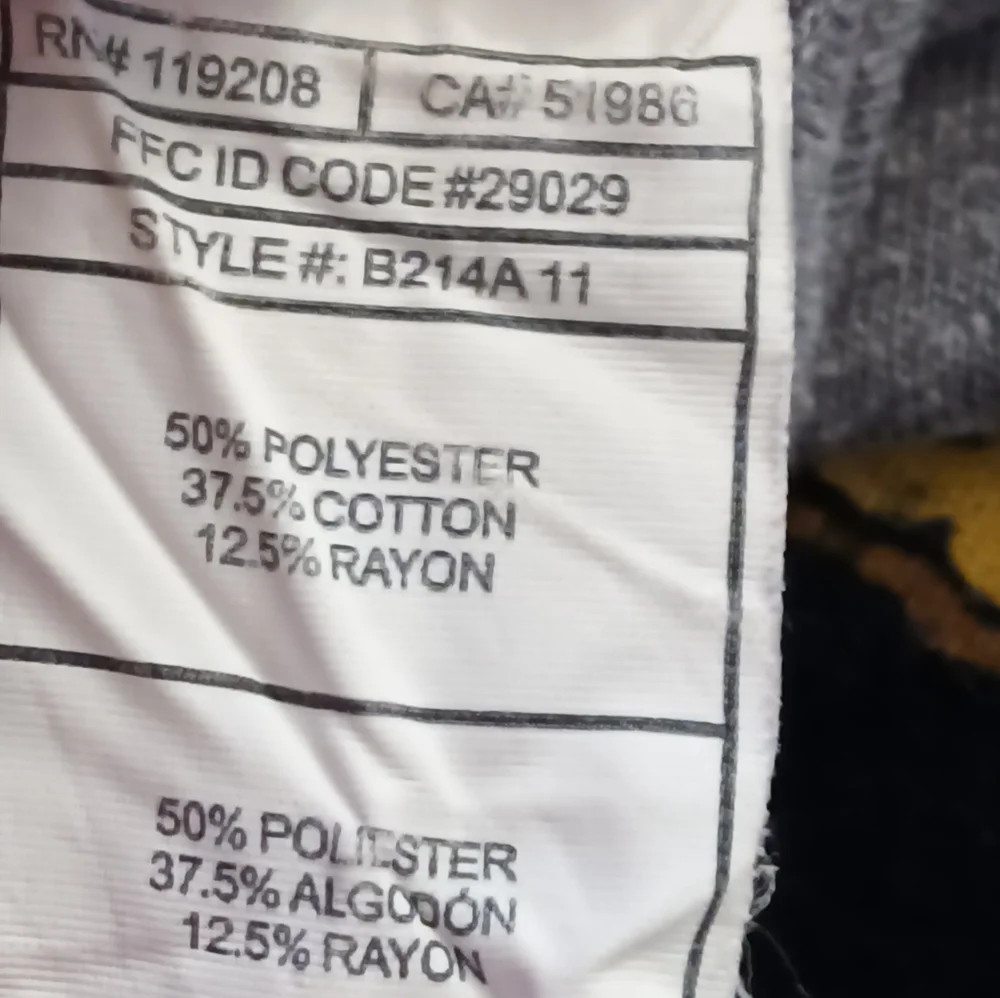 RN# 119208 CA# 51986
FFC ID CODE #29029
STYLE #: B214A 11
50% POLYESTER
37.5% COTTON
12.5% RAYON
50% POLIESTER
37.5% ALGODÓN
12.5% RAYON